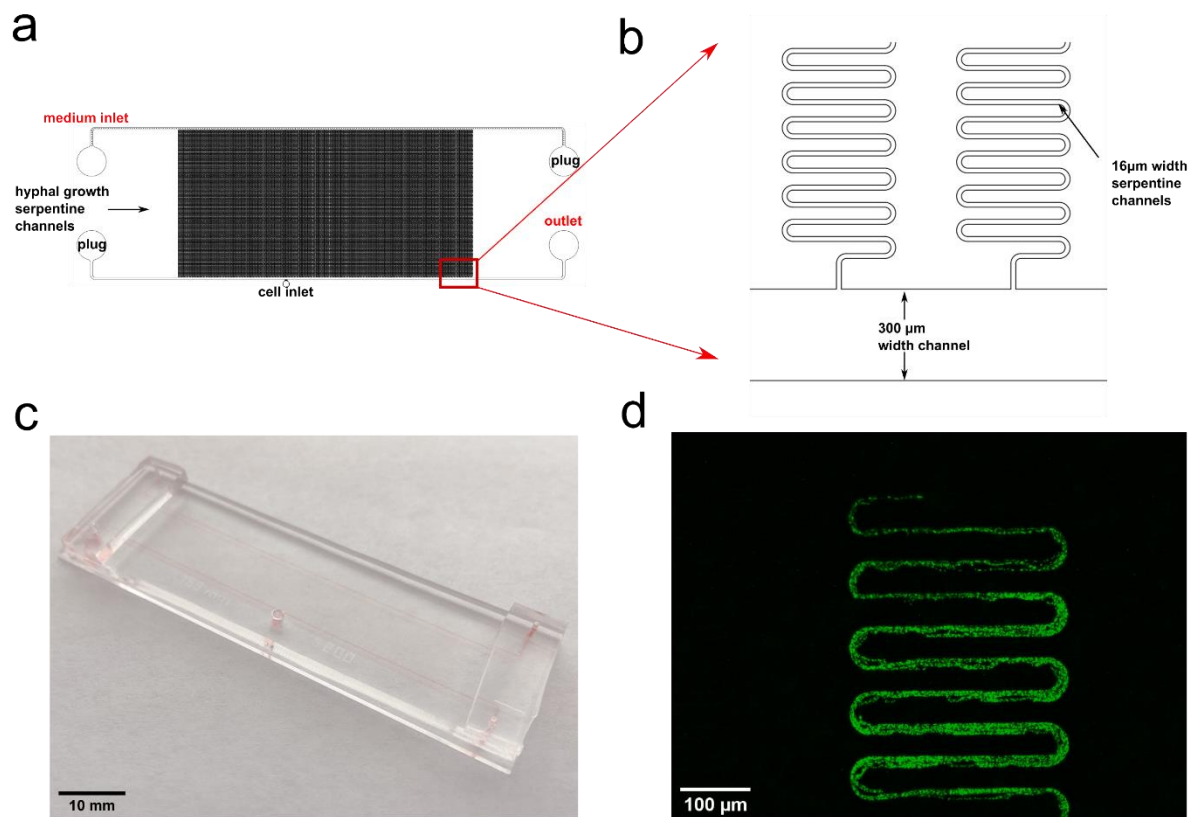 a
medium inlet
plug
hyphal growth
serpentine
channels
plug
outlet
cell inlet
b
16µm width
serpentine
channels
300 µm
width channel
c
10 mm
d
100 µm